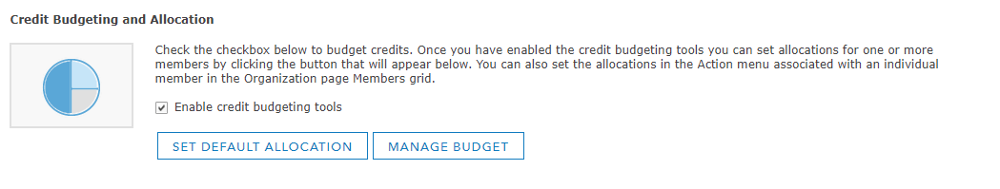 Credit Budgeting and Allocation
Check the checkbox below to budget credits. Once you have enabled the credit budgeting tools you can set allocations for one or more
members by clicking the button that will appear below. You can also set the allocations in the Action menu associated with an individual
member in the Organization page Members grid.
Enable credit budgeting tools
SET DEFAULT ALLOCATION MANAGE BUDGET